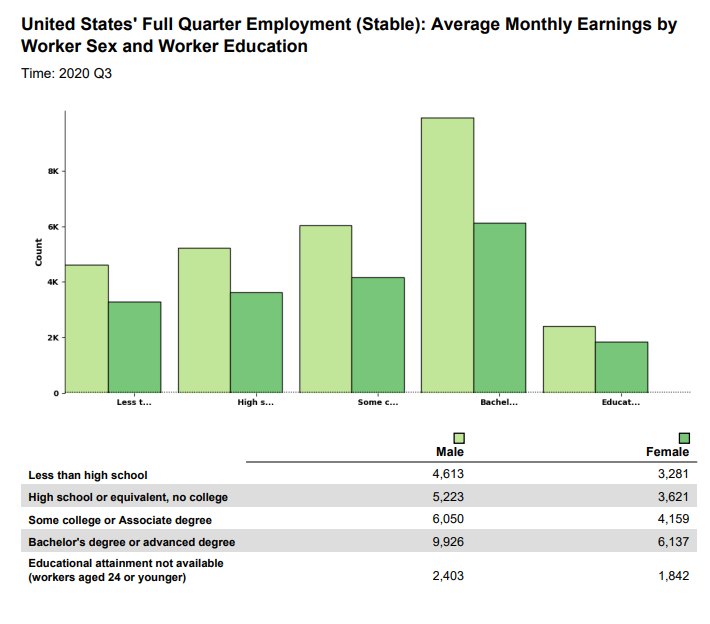 United States' Full Quarter Employment (Stable): Average Monthly Earnings by
Worker Sex and Worker Education
Time: 2020 Q3
8K
6K
4K
2K
0
Count
Less t...
High s...
Some c...
Bachel...
Educat...
Male
Female
Less than high school 4,613 3,281
High school or equivalent, no college 5,223 3,621
Some college or Associate degree 6,050 4,159
Bachelor's degree or advanced degree 9,926 6,137
Educational attainment not available
(workers aged 24 or younger) 2,403 1,842